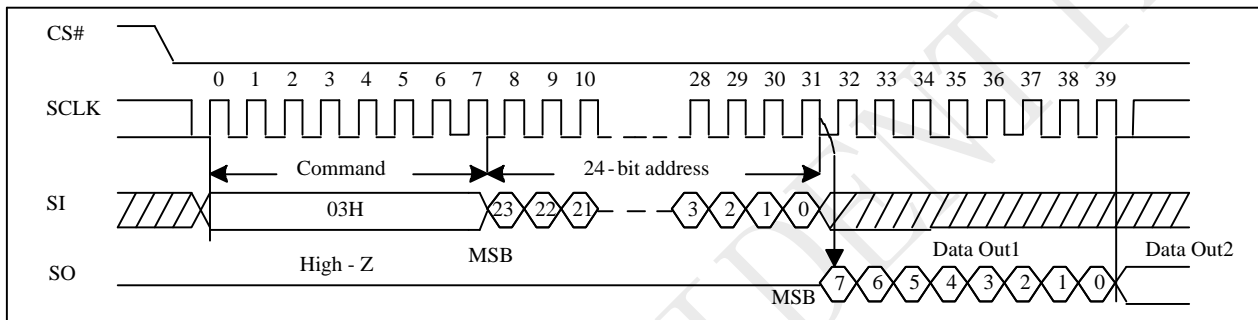 CS#
0 1 2 3 4 5 6 7 8 9 10 28 29 30 31 32 33 34 35 36 37 38 39
SCLK
Command 24-bit address
SI 03H 23 22 21 3 2 1 0
High - Z MSB Data Out1 Data Out2
SO MSB 7 6 5 4 3 2 1 0